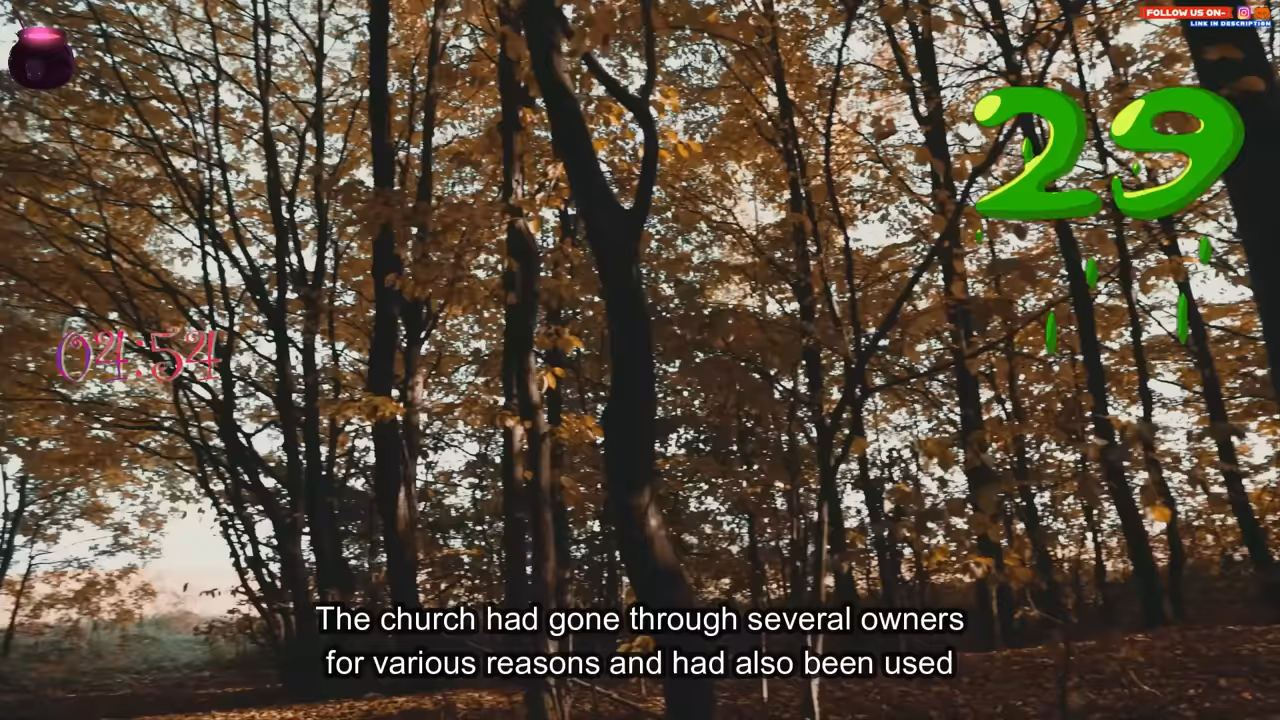 FOLLOW US ON-
LINK IN DESCRIPTION
29
04:54
The church had gone through several owners
for various reasons and had also been used